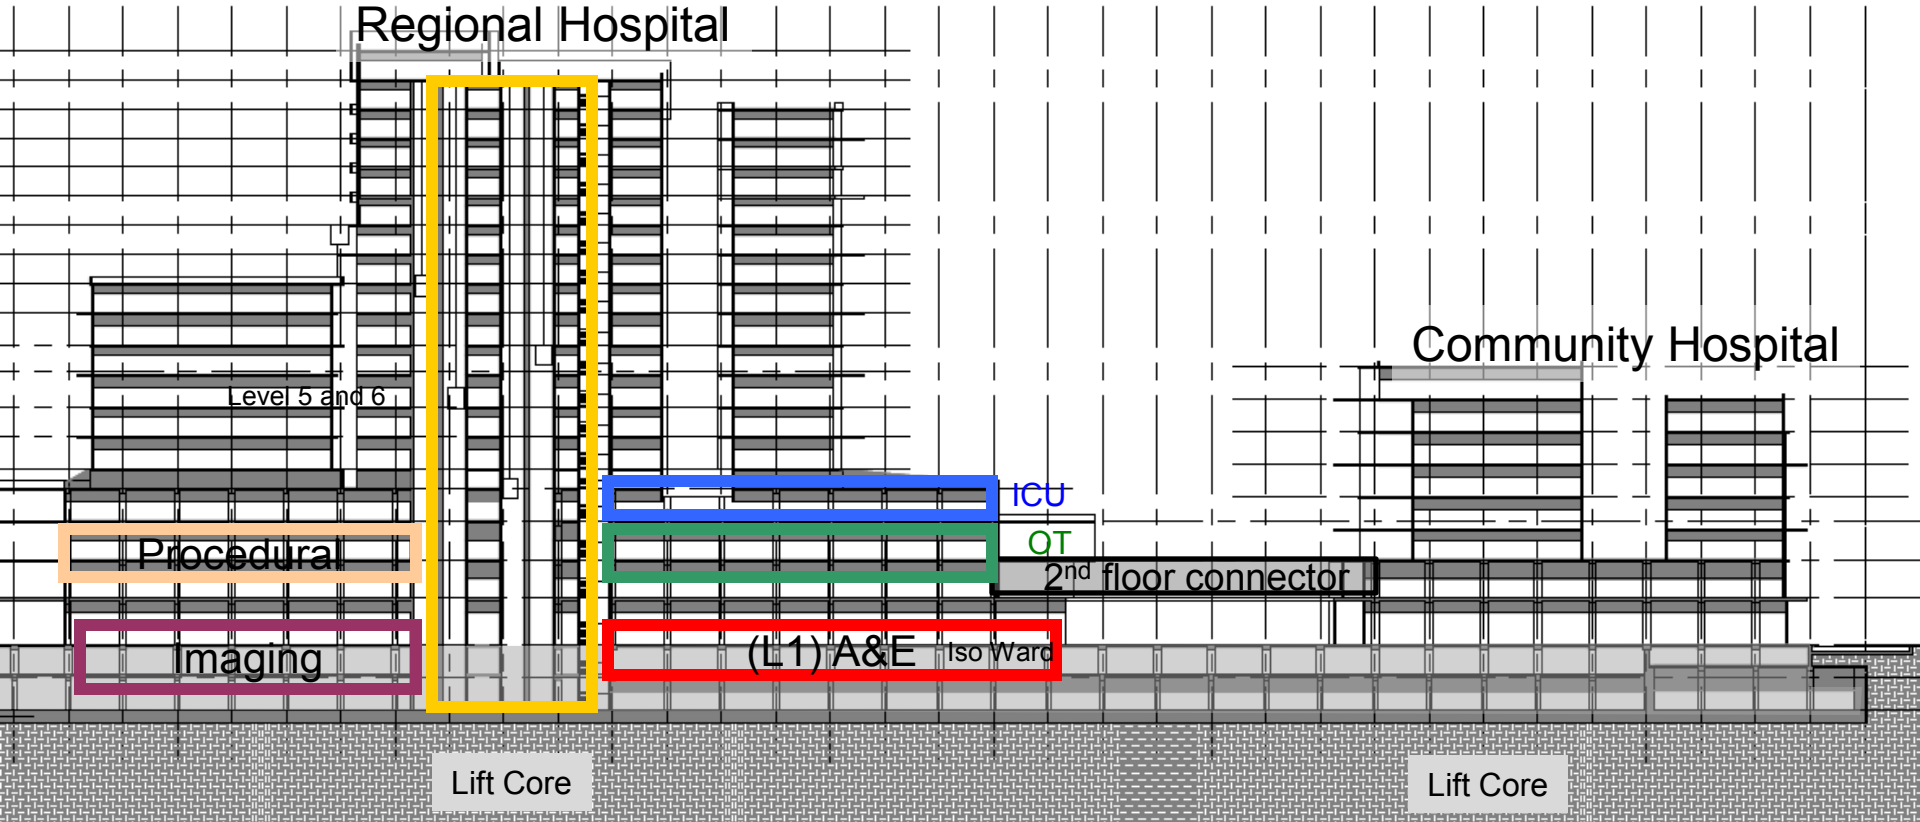 Regional Hospital
Community Hospital
Level 5 and 6
ICU
OT
Procedural
2nd floor connector
Imaging
(L1) A&E
Iso Ward
Lift Core
Lift Core